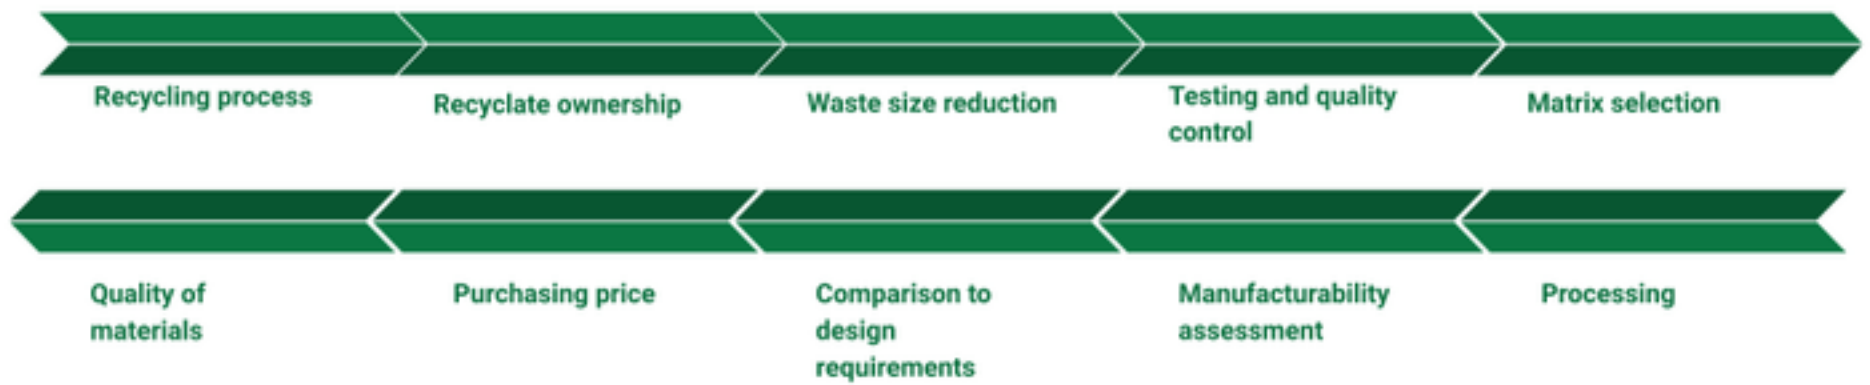 Recycling process
Recyclate ownership
Waste size reduction
Testing and quality
control
Matrix selection
Quality of
materials
Purchasing price
Comparison to
design
requirements
Manufacturability
assessment
Processing